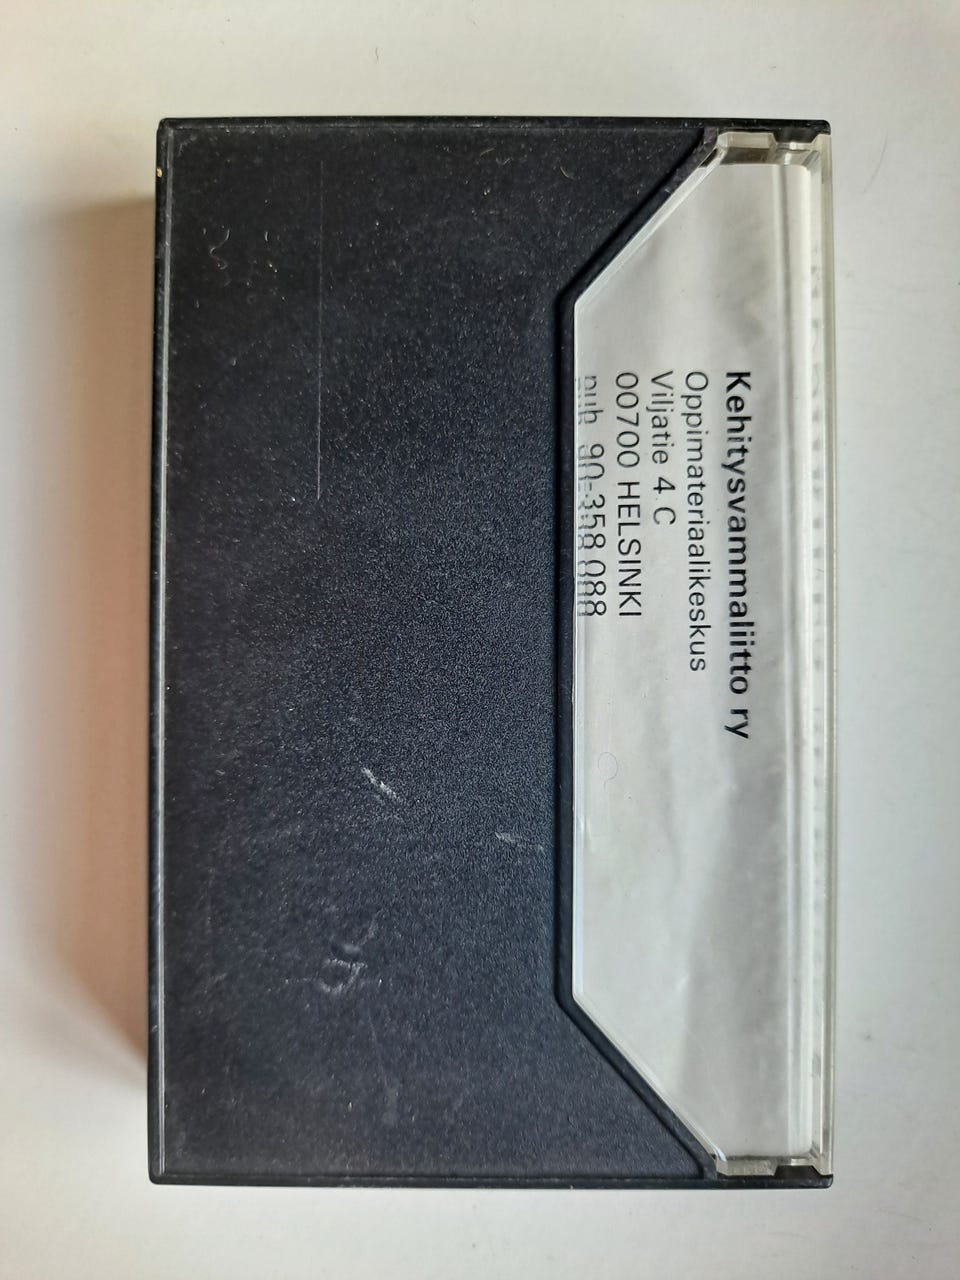 Kehitysvammaliitto ry
Oppimateriaalikeskus
Viljatie 4 C
00700 HELSINKI
puh. 90-358 088